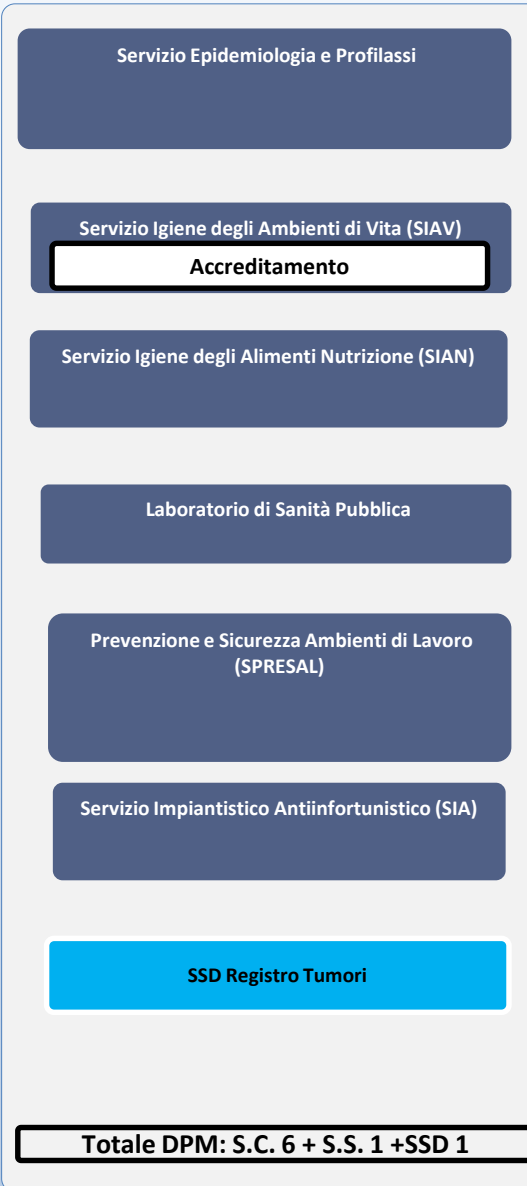 Servizio Epidemiologia e Profilassi
Servizio Igiene degli Ambienti di Vita (SIAV)
Accreditamento
Servizio Igiene degli Alimenti Nutrizione (SIAN)
Laboratorio di Sanità Pubblica
Prevenzione e Sicurezza Ambienti di Lavoro
(SPRESAL)
Servizio Impiantistico Antiinfortunistico (SIA)
SSD Registro Tumori
Totale DPM: S.C. 6 + S.S. 1 +SSD 1